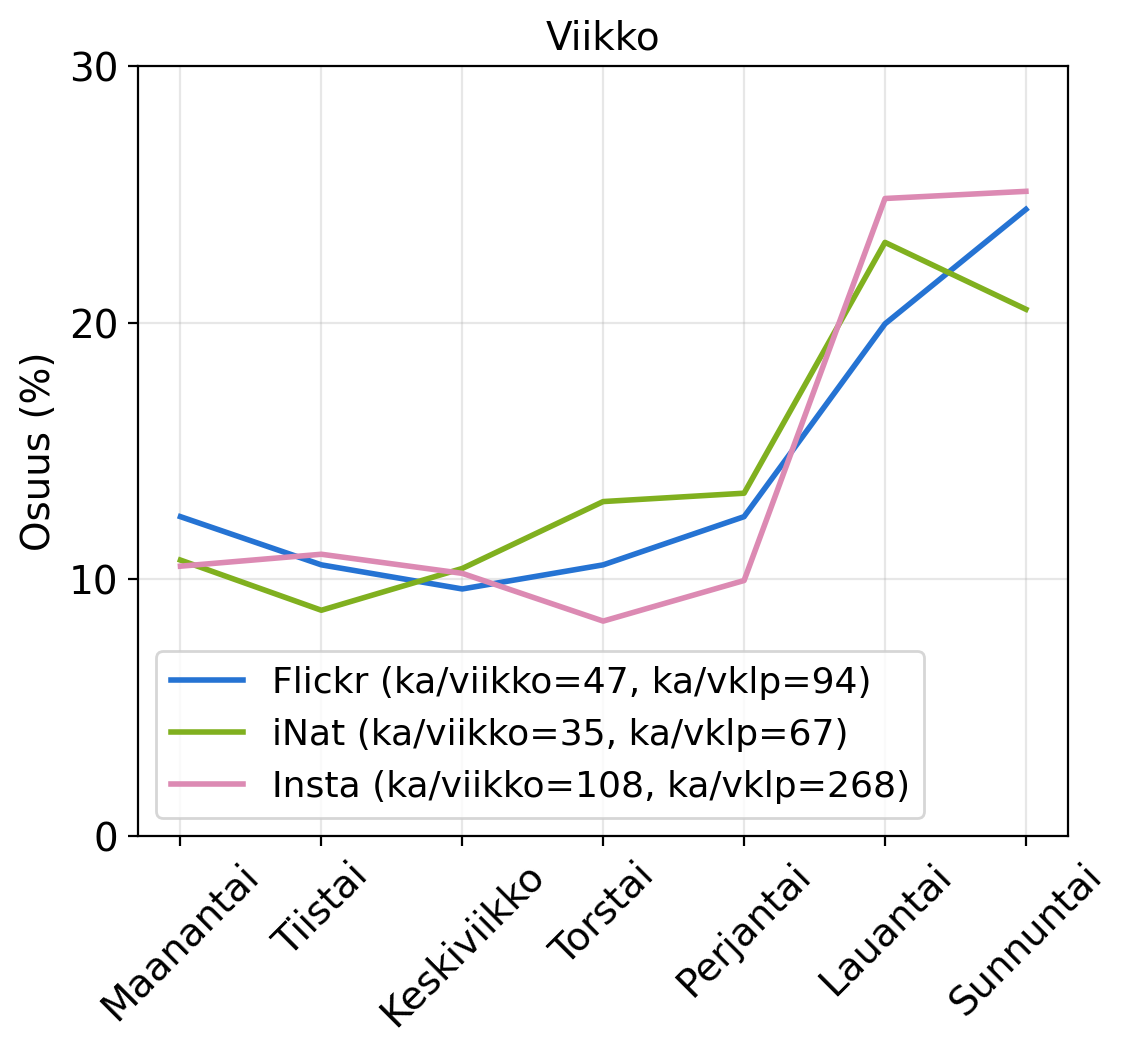 Viikko
30
20
10
0
Osuus (%)
Flickr (ka/viikko=47, ka/vklp=94)
iNat (ka/viikko=35, ka/vklp=67)
Insta (ka/viikko=108, ka/vklp=268)
Maanantai
Tiistai
Keskiviikko
Torstai
Perjantai
Lauantai
Sunnuntai